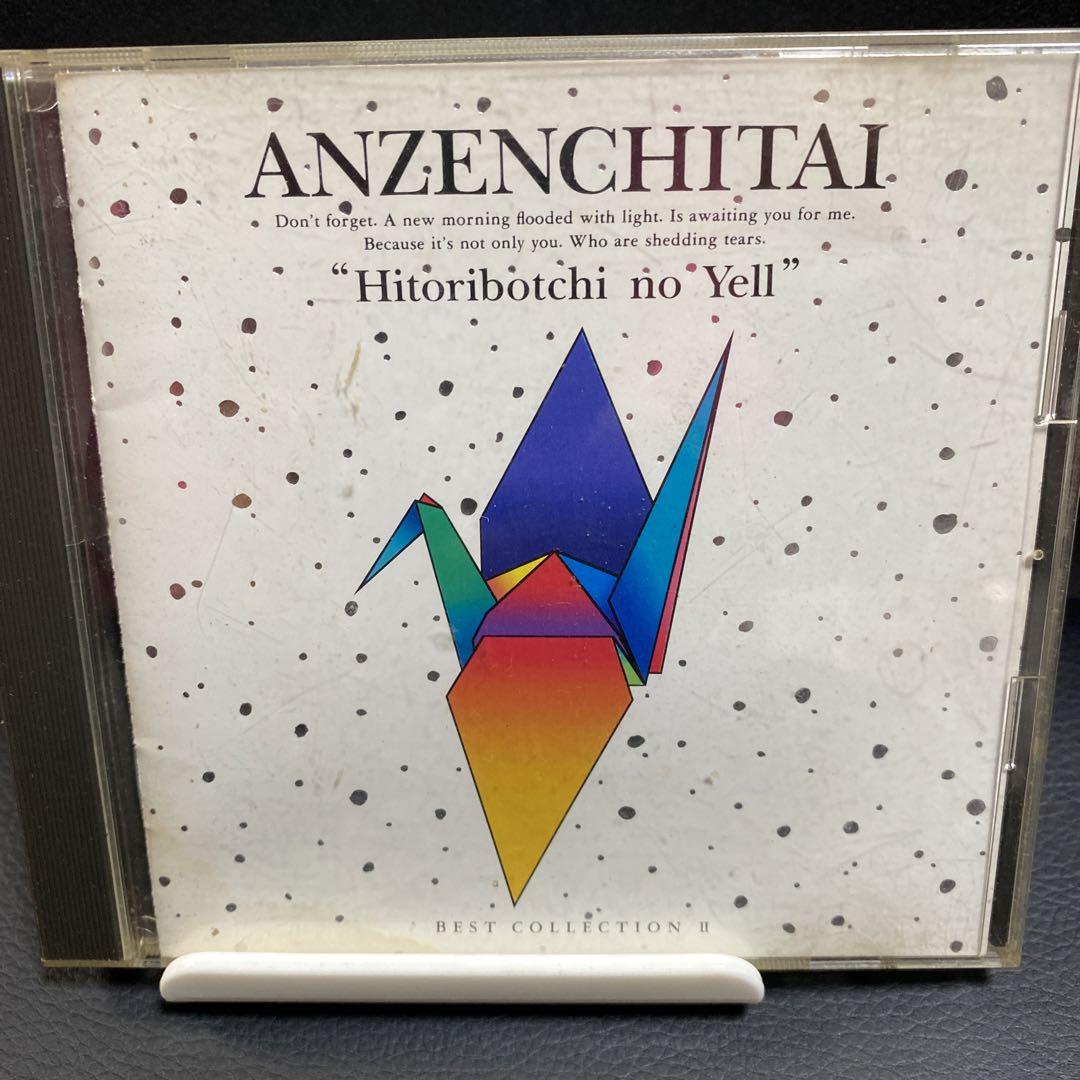 ANZENCHITAI
Don't forget. A new morning flooded with light. Is awaiting you for me.
Because it's not only you. Who are shedding tears.
“Hitoribotchi no Yell”
BEST COLLECTION II